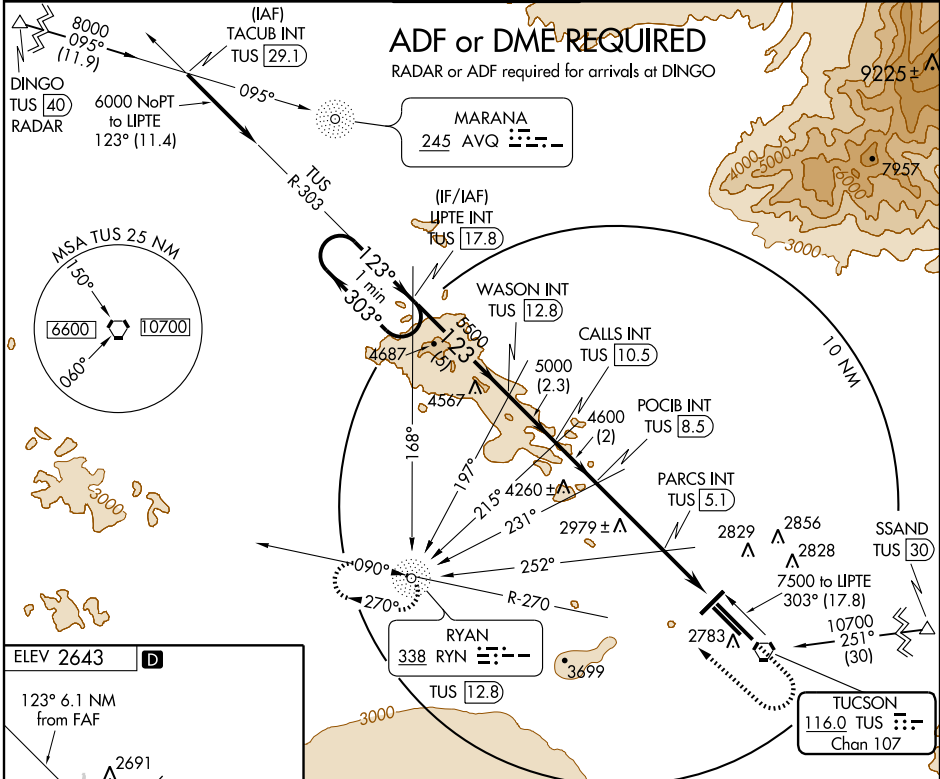 ADF or DME REQUIRED
RADAR or ADF required for arrivals at DINGO
8000
095°
(11.9)
(IAF)
TACUB INT
TUS 29.1
DINGO
TUS 40
RADAR
6000 NoPT
to LIPTE
123° (11.4)
095°
MARANA
245 AVQ
9225 ±
7957
4000
5000
6000
3000
TUS
R-303
(IF/IAF)
LIPTE INT
TUS 17.8
MSA TUS 25 NM
150°
6600
10700
060°
123°
1 min
303°
WASON INT
TUS 12.8
5500
123
(5)
4687
4567
CALLS INT
TUS 10.5
5000
(2.3)
10 NM
4600
(2)
POCIB INT
TUS 8.5
168°
197°
215°
4260 ±
231°
2979 ±
PARCS INT
TUS 5.1
3000
252°
2829
2856
2828
SSAND
TUS 30
090°
270°
R-270
7500 to LIPTE
303° (17.8)
10700
251°
(30)
2783
RYAN
338 RYN
TUS 12.8
3699
TUCSON
116.0 TUS
Chan 107
3000
ELEV 2643
D
123° 6.1 NM
from FAF
2691